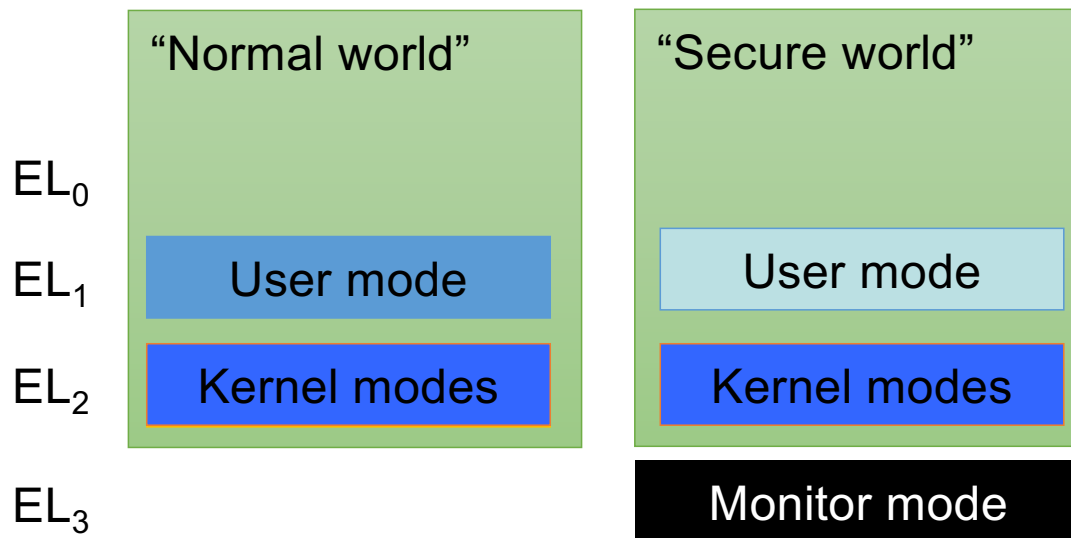 “Normal world”
“Secure world”
EL₀
EL₁
User mode
User mode
EL₂
Kernel modes
Kernel modes
EL₃
Monitor mode